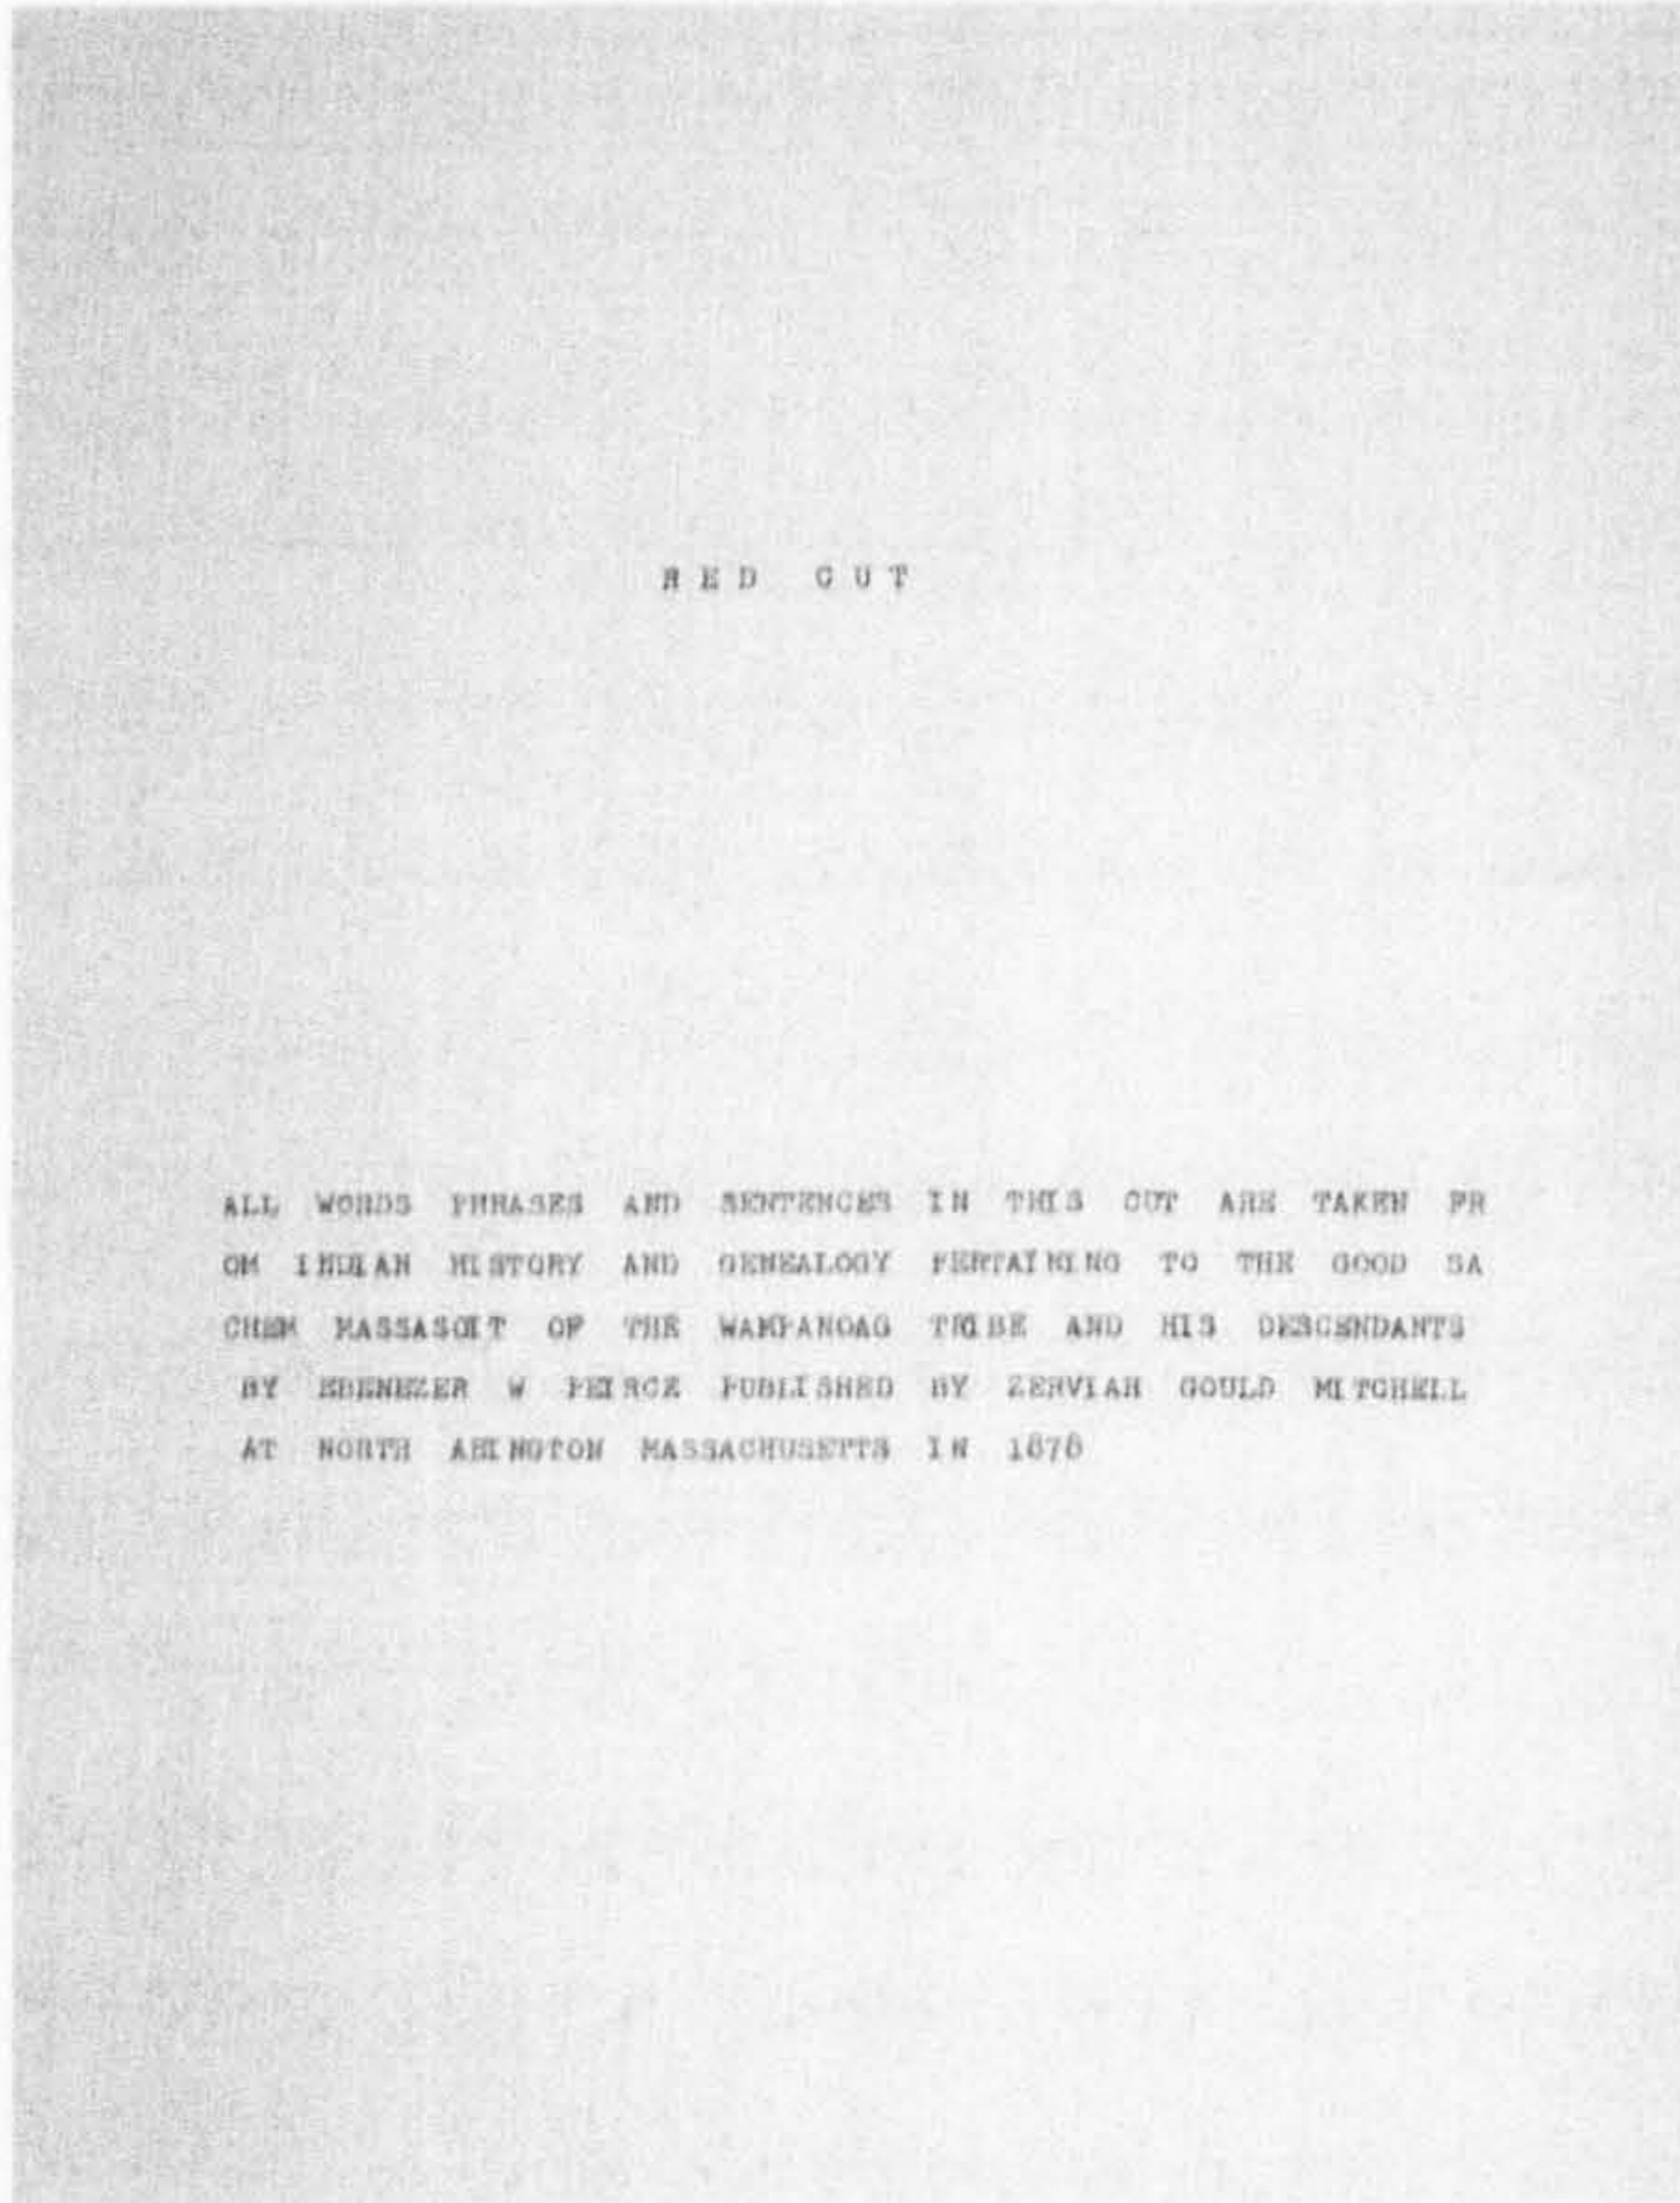 R E D C U T
ALL WORDS PHRASES AND SENTENCES IN THIS CUT ARE TAKEN FR
OM INDIAN HISTORY AND GENEALOGY PERTAINING TO THE GOOD SA
CHEM MASSASOIT OF THE WAMPANOAG TRIBE AND HIS DESCENDANTS
BY EBENEZER W PEIRCE PUBLISHED BY ZERVIAH GOULD MITCHELL
AT NORTH ABINGTON MASSACHUSETTS IN 1878